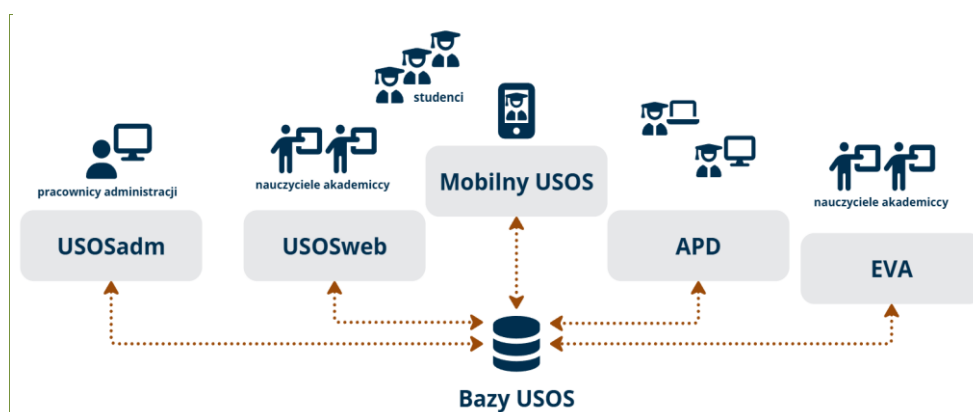 studenci
pracownicy administracji
nauczyciele akademiccy
nauczyciele akademiccy
Mobilny USOS
USOSadm
USOSweb
APD
EVA
Bazy USOS